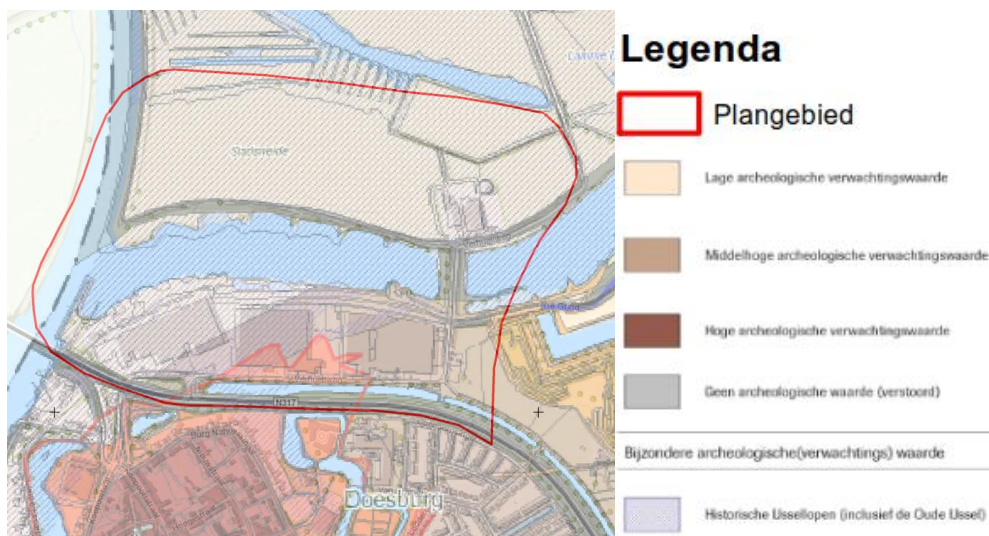 Stadsweide
N317
Doesburg
Legenda
Plangebied
Lage archeologische verwachtingswaarde
Middelhoge archeologische verwachtingswaarde
Hoge archeologische verwachtingswaarde
Geen archeologische waarde (verstoord)
Bijzondere archeologische(verwachtings) waarde
Historische IJssellopen (inclusief de Oude IJssel)